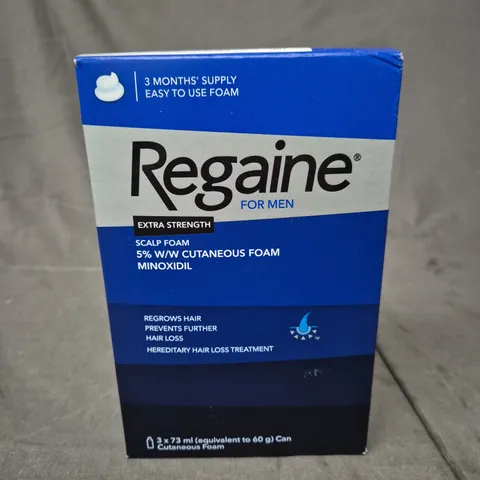 3 MONTHS' SUPPLY
EASY TO USE FOAM
Regaine®
FOR MEN
EXTRA STRENGTH
SCALP FOAM
5% W/W CUTANEOUS FOAM
MINOXIDIL
REGROWS HAIR
PREVENTS FURTHER
HAIR LOSS
HEREDITARY HAIR LOSS TREATMENT
3 x 73 ml (equivalent to 60 g) Can
Cutaneous Foam